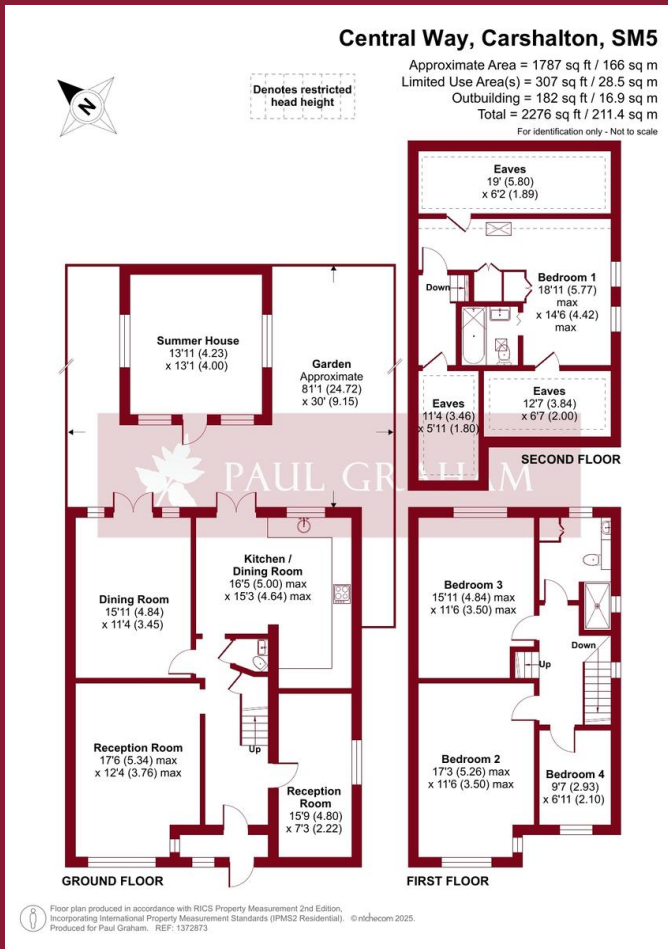 Central Way, Carshalton, SM5
Approximate Area = 1787 sq ft / 166 sq m
Limited Use Area(s) = 307 sq ft / 28.5 sq m
Outbuilding = 182 sq ft / 16.9 sq m
Total = 2276 sq ft / 211.4 sq m
For identification only - Not to scale
N
Denotes restricted
head height
Eaves
19' (5.80)
x 6'2 (1.89)
Down
Bedroom 1
18'11 (5.77)
max
x 14'6 (4.42)
max
Eaves
11'4 (3.46)
x 5'11 (1.80)
Eaves
12'7 (3.84)
x 6'7 (2.00)
SECOND FLOOR
Summer House
13'11 (4.23)
x 13'1 (4.00)
Garden
Approximate
81'1 (24.72)
x 30' (9.15)
PAUL GRAHAM
Dining Room
15'11 (4.84)
x 11'4 (3.45)
Kitchen /
Dining Room
16'5 (5.00) max
x 15'3 (4.64) max
Reception Room
17'6 (5.34) max
x 12'4 (3.76) max
Up
Reception
Room
15'9 (4.80)
x 7'3 (2.22)
GROUND FLOOR
Bedroom 3
15'11 (4.84) max
x 11'6 (3.50) max
Up
Down
Bedroom 2
17'3 (5.26) max
x 11'6 (3.50) max
Bedroom 4
9'7 (2.93)
x 6'11 (2.10)
FIRST FLOOR
Floor plan produced in accordance with RICS Property Measurement 2nd Edition,
Incorporating International Property Measurement Standards (IPMS2 Residential). © nichecom 2025.
Produced for Paul Graham. REF: 1372873